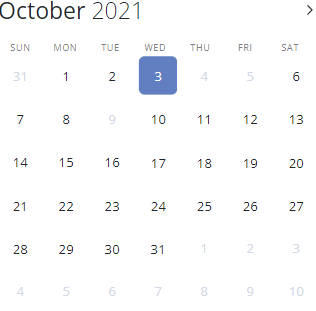 October 2021
SUN MON TUE WED THU FRI SAT
31 1 2 3 4 5 6
7 8 9 10 11 12 13
14 15 16 17 18 19 20
21 22 23 24 25 26 27
28 29 30 31 1 2 3
4 5 6 7 8 9 10